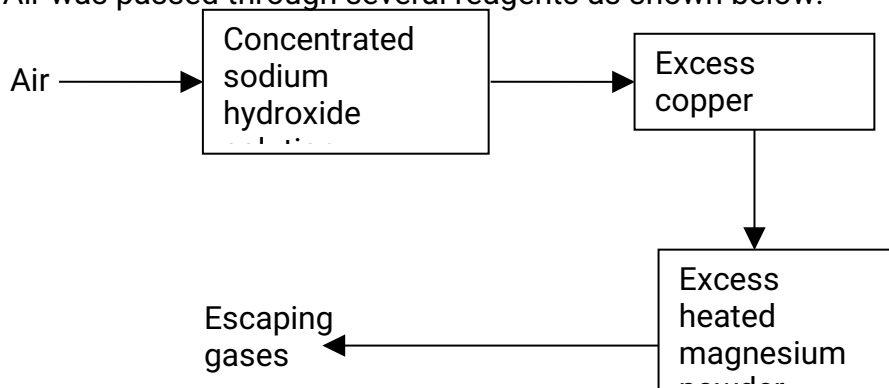 Air was passed through several reagents as shown below:
Concentrated
sodium
hydroxide
Air
Excess
copper
Excess
heated
magnesium
powder
Escaping
gases